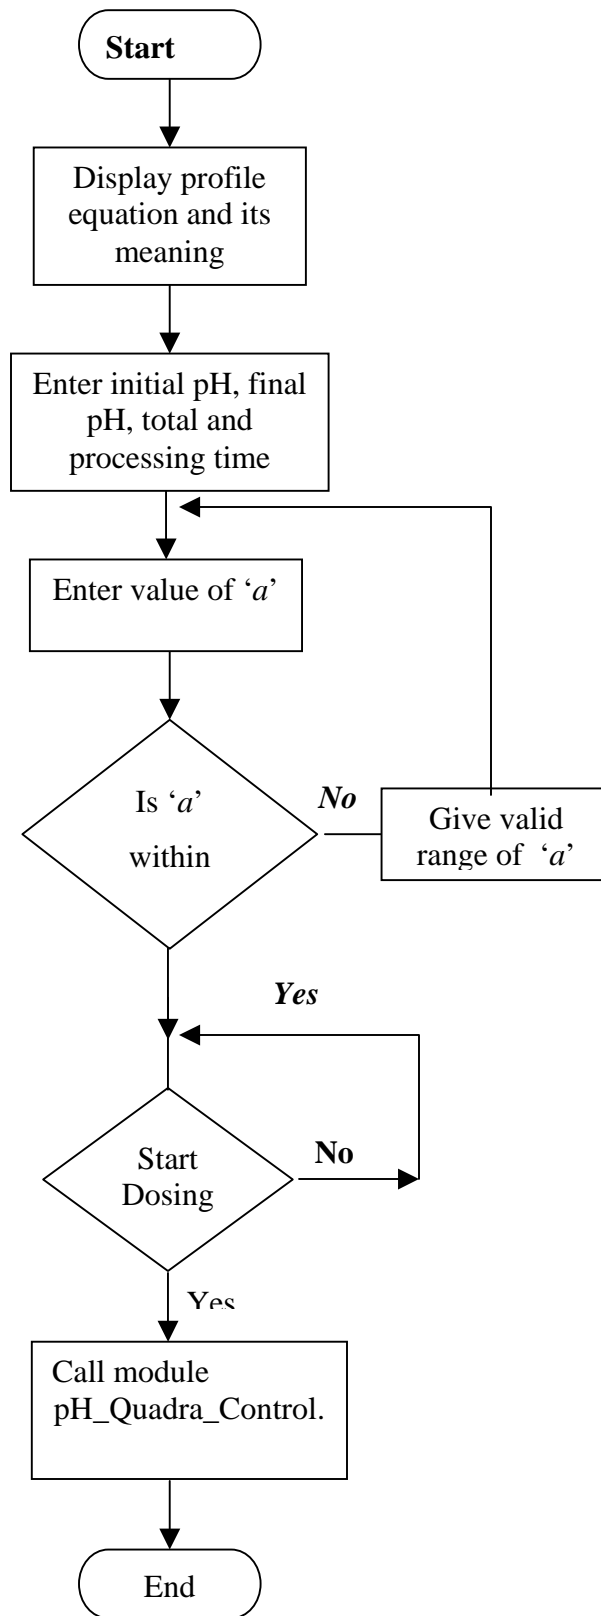 Start
Display profile
equation and its
meaning
Enter initial pH, final
pH, total and
processing time
Enter value of ‘a’
Is ‘a’
within
No
Give valid
range of ‘a’
Yes
Start
Dosing
No
Yes
Call module
pH_Quadra_Control.
End